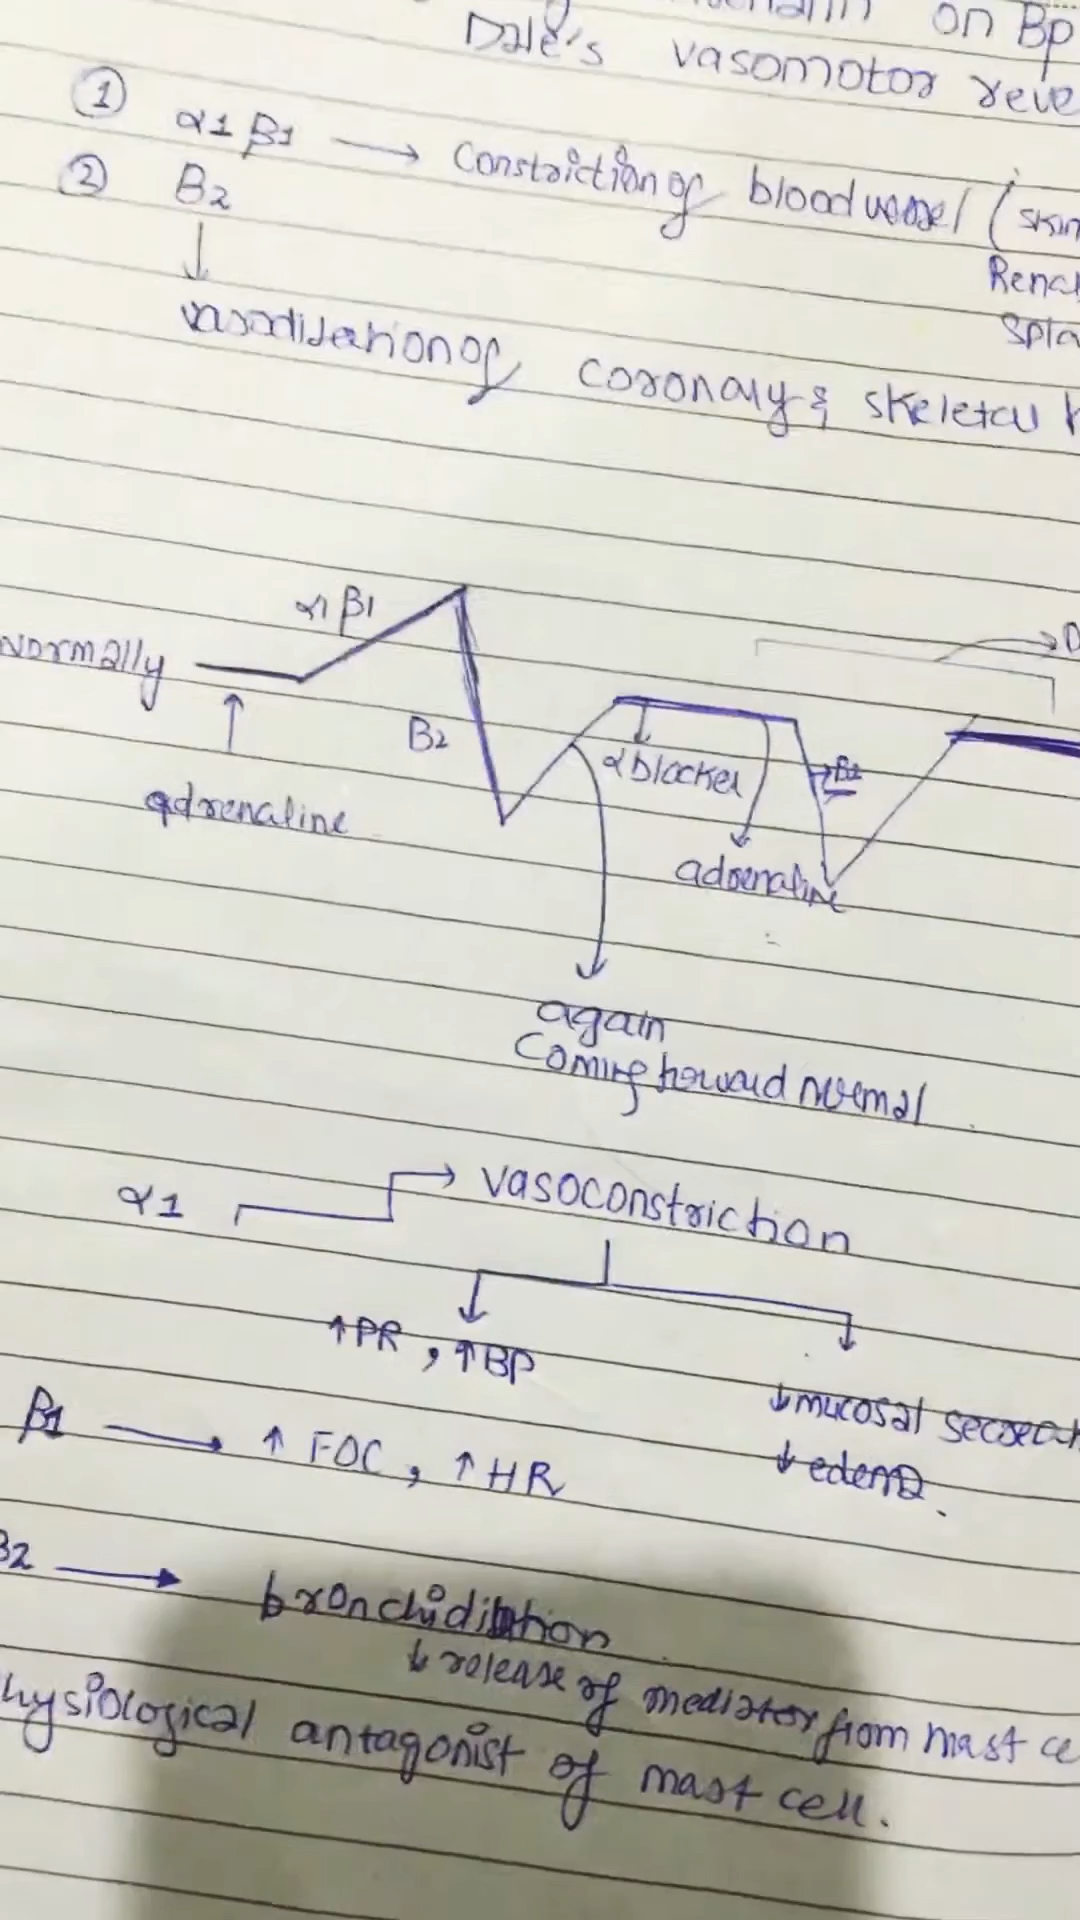 on Bp
Dale's vasomotor reve
① α1 β1 → Constriction of blood vessel (skin
Renal
Spla
② B2
↓
vasodilation of coronary & skeletal
α1 β1
Normally
B2
adrenaline
α blocker
→B2
adrenaline
again
Coming toward normal
α1 → vasoconstriction
↑PR, ↑BP
↓mucosal secret
↓edema.
β1 → ↑ FOC, ↑HR
B2 →
↓ release of mediator from mast ce
hysiological antagonist of mast cell.